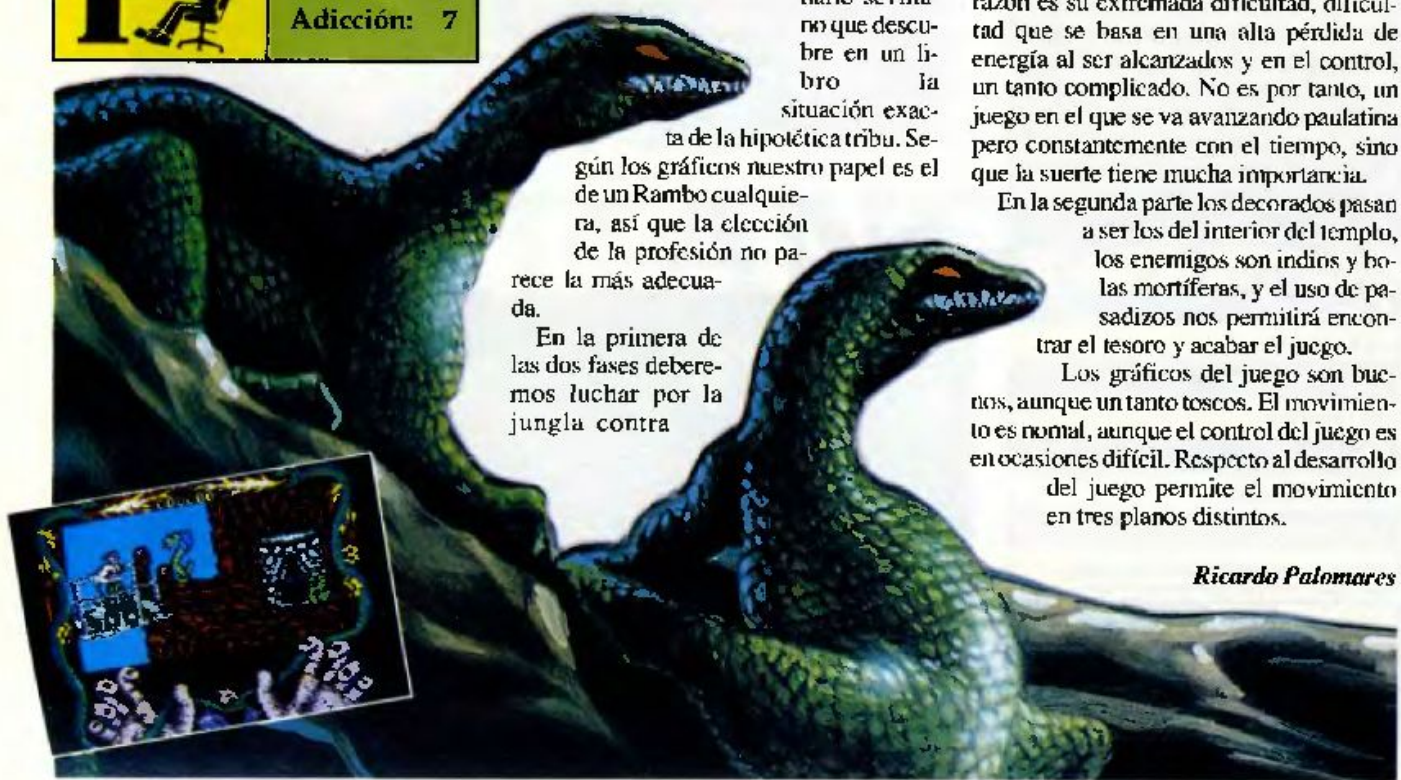 Adicción: 7
no que descu-
bre en un li-
bro la
situación exac-
ta de la hipotética tribu. Se-
gún los gráficos nuestro papel es el
de un Rambo cualquie-
ra, así que la elección
de la profesión no pa-
rece la más adecua-
da.
En la primera de
las dos fases debere-
mos luchar por la
jungla contra
razón es su extremada dificultad, dificul-
tad que se basa en una alta pérdida de
energía al ser alcanzados y en el control,
un tanto complicado. No es por tanto, un
juego en el que se va avanzando paulatina
pero constantemente con el tiempo, sino
que la suerte tiene mucha importancia.
En la segunda parte los decorados pasan
a ser los del interior del templo,
los enemigos son indios y bo-
las mortíferas, y el uso de pa-
sadizos nos permitirá encon-
trar el tesoro y acabar el juego.
Los gráficos del juego son bue-
nos, aunque un tanto toscos. El movimien-
to es normal, aunque el control del juego es
en ocasiones difícil. Respecto al desarrollo
del juego permite el movimiento
en tres planos distintos.
Ricardo Palomares